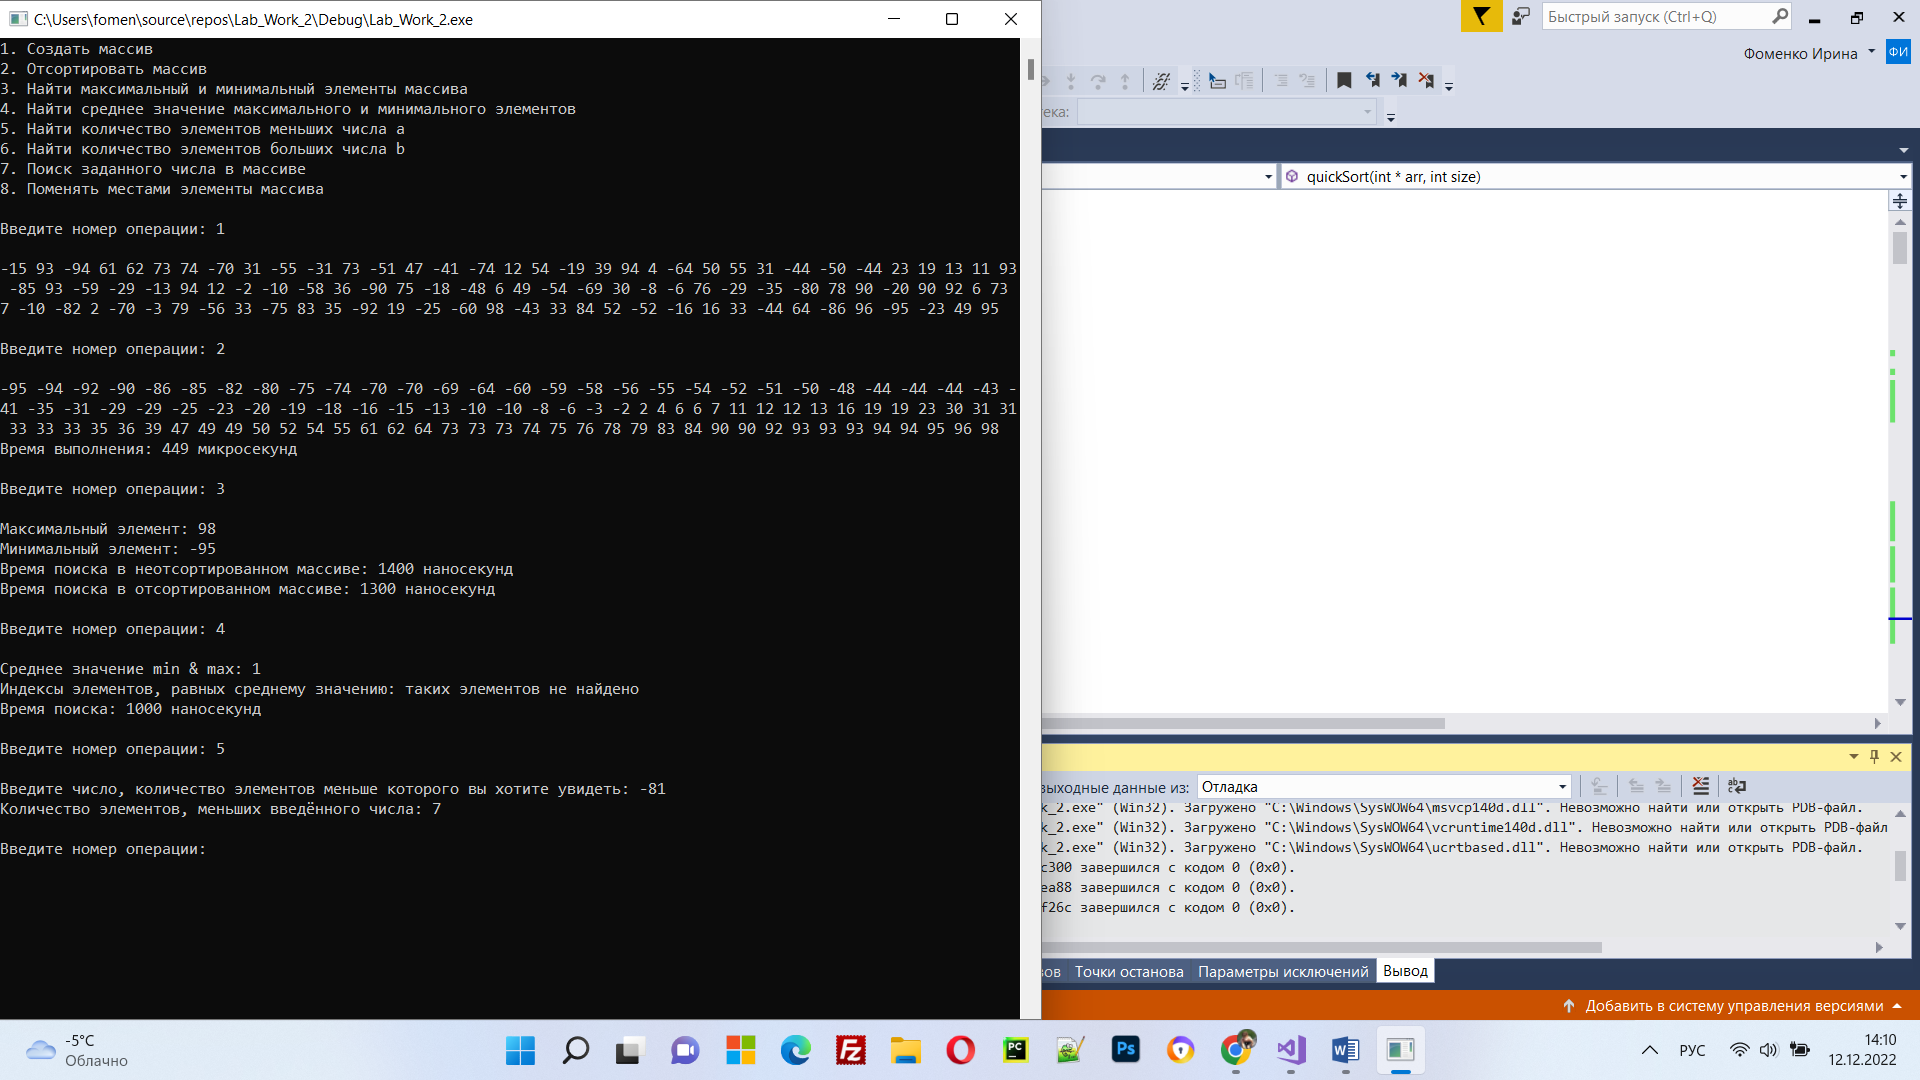 C:\Users\fomen\source\repos\Lab_Work_2\Debug\Lab_Work_2.exe
1. Создать массив
2. Отсортировать массив
3. Найти максимальный и минимальный элементы массива
4. Найти среднее значение максимального и минимального элементов
5. Найти количество элементов меньших числа a
6. Найти количество элементов больших числа b
7. Поиск заданного числа в массиве
8. Поменять местами элементы массива
Введите номер операции: 1
-15 93 -94 61 62 73 74 -70 31 -55 -31 73 -51 47 -41 -74 12 54 -19 39 94 4 -64 50 55 31 -44 -50 -44 23 19 13 11 93
-85 93 -59 -29 -13 94 12 -2 -10 -58 36 -90 75 -18 -48 6 49 -54 -69 30 -8 -6 76 -29 -35 -80 78 90 -20 90 92 6 73
7 -10 -82 2 -70 -3 79 -56 33 -75 83 35 -92 19 -25 -60 98 -43 33 84 52 -52 -16 16 33 -44 64 -86 96 -95 -23 49 95
Введите номер операции: 2
-95 -94 -92 -90 -86 -85 -82 -80 -75 -74 -70 -70 -69 -64 -60 -59 -58 -56 -55 -54 -52 -51 -50 -48 -44 -44 -44 -43 -
41 -35 -31 -29 -29 -25 -23 -20 -19 -18 -16 -15 -13 -10 -10 -8 -6 -3 -2 2 4 6 6 7 11 12 12 13 16 19 19 23 30 31 31
33 33 33 35 36 39 47 49 49 50 52 54 55 61 62 64 73 73 73 74 75 76 78 79 83 84 90 90 92 93 93 93 94 94 95 96 98
Время выполнения: 449 микросекунд
Введите номер операции: 3
Максимальный элемент: 98
Минимальный элемент: -95
Время поиска в неотсортированном массиве: 1400 наносекунд
Время поиска в отсортированном массиве: 1300 наносекунд
Введите номер операции: 4
Среднее значение min & max: 1
Индексы элементов, равных среднему значению: таких элементов не найдено
Время поиска: 1000 наносекунд
Введите номер операции: 5
Введите число, количество элементов меньше которого вы хотите увидеть: -81
Количество элементов, меньших введённого числа: 7
Введите номер операции:
Быстрый запуск (Ctrl+Q)
Фоменко Ирина
ФИ
тека:
quickSort(int * arr, int size)
выходные данные из: Отладка
k_2.exe" (Win32). Загружено "C:\Windows\SysWOW64\msvcp140d.dll". Невозможно найти или открыть PDB-файл.
k_2.exe" (Win32). Загружено "C:\Windows\SysWOW64\vcruntime140d.dll". Невозможно найти или открыть PDB-файл
k_2.exe" (Win32). Загружено "C:\Windows\SysWOW64\ucrtbased.dll". Невозможно найти или открыть PDB-файл.
c300 завершился с кодом 0 (0x0).
ea88 завершился с кодом 0 (0x0).
f26c завершился с кодом 0 (0x0).
зов Точки останова Параметры исключений Вывод
Добавить в систему управления версиями
-5°C
Облачно
РУС
14:10
12.12.2022